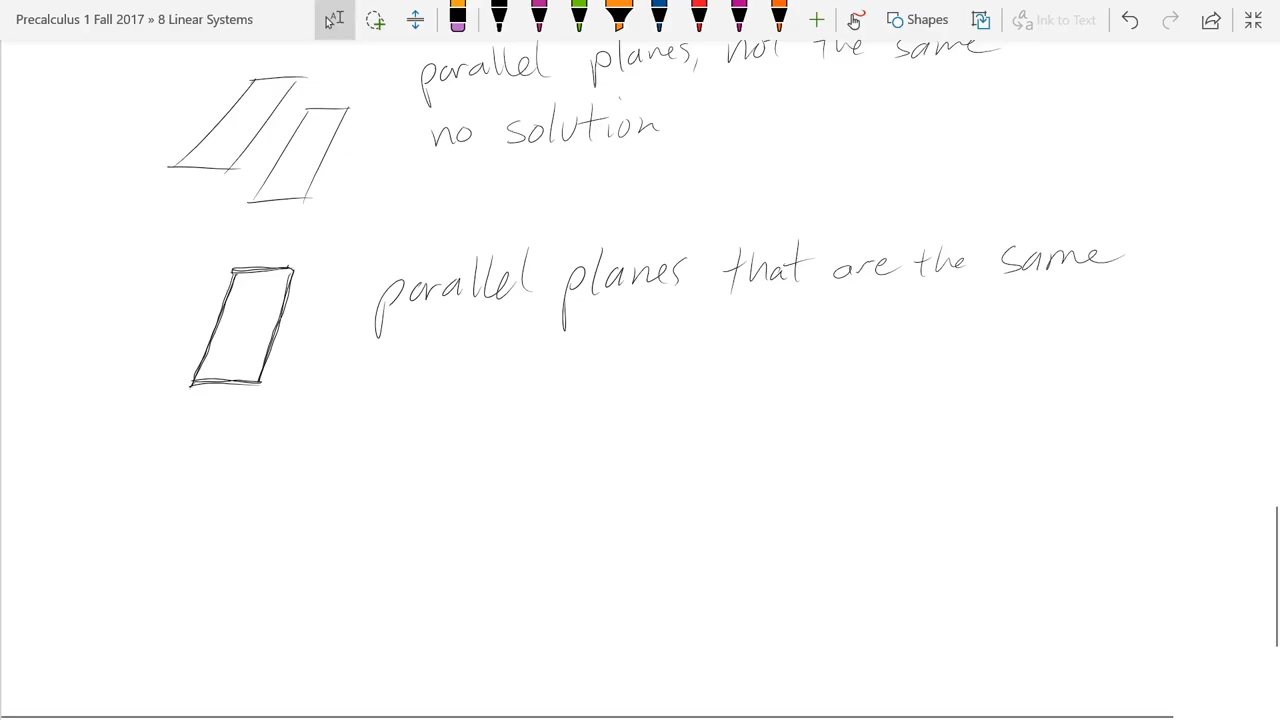 Precalculus 1 Fall 2017 » 8 Linear Systems
Shapes
Ink to Text
parallel planes, not the same
no solution
parallel planes that are the same